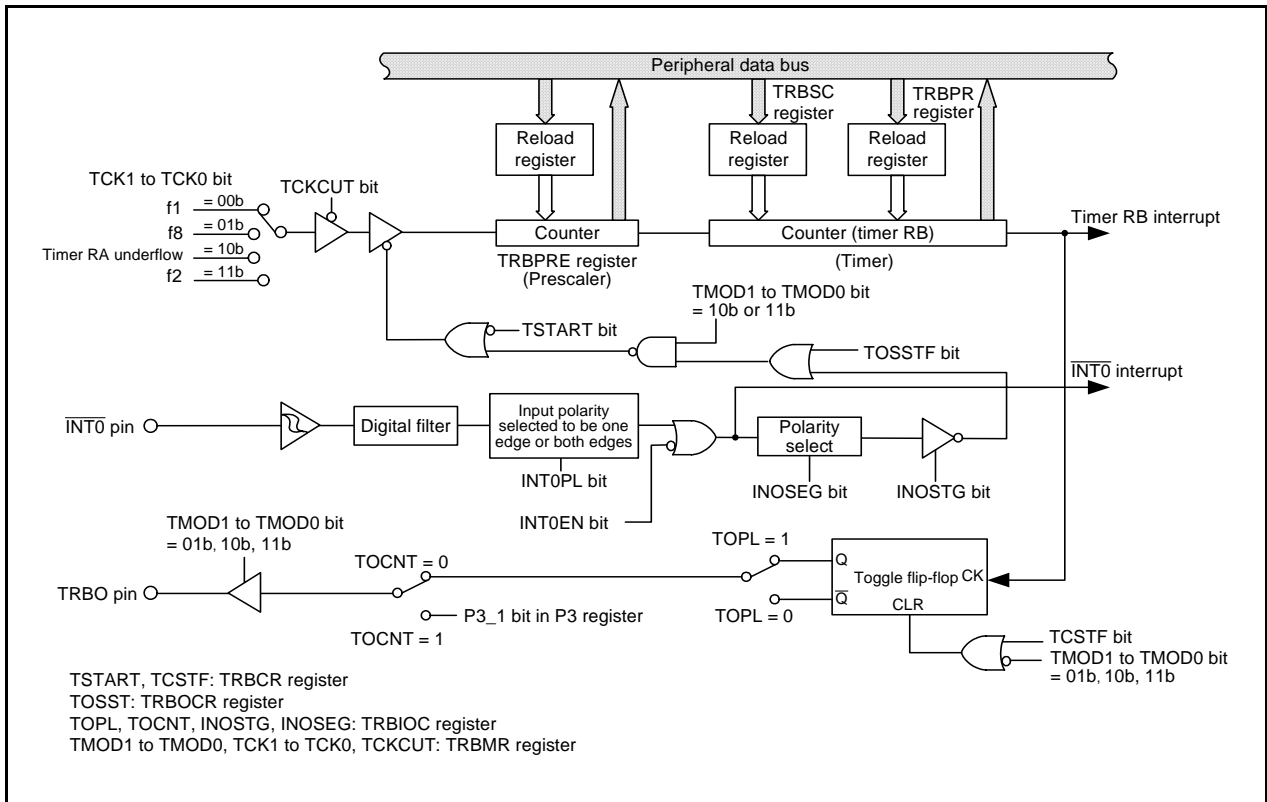 Peripheral data bus
TRBSC
register
TRBPR
register
Reload
register
Reload
register
Reload
register
TCK1 to TCK0 bit
TCKCUT bit
f1
= 00b
f8
= 01b
Timer RA underflow
= 10b
f2
= 11b
Counter
TRBPRE register
(Prescaler)
Counter (timer RB)
(Timer)
Timer RB interrupt
TMOD1 to TMOD0 bit
= 10b or 11b
TSTART bit
TOSSTF bit
INT0 interrupt
INT0 pin
Digital filter
Input polarity
selected to be one
edge or both edges
Polarity
select
INT0PL bit
INOSEG bit
INOSTG bit
INT0EN bit
TMOD1 to TMOD0 bit
= 01b, 10b, 11b
TOCNT = 0
TOPL = 1
Q
Toggle flip-flop
CK
Q
CLR
TRBO pin
P3_1 bit in P3 register
TOPL = 0
TOCNT = 1
TCSTF bit
TMOD1 to TMOD0 bit
= 01b, 10b, 11b
TSTART, TCSTF: TRBCR register
TOSST: TRBOCR register
TOPL, TOCNT, INOSTG, INOSEG: TRBIOC register
TMOD1 to TMOD0, TCK1 to TCK0, TCKCUT: TRBMR register